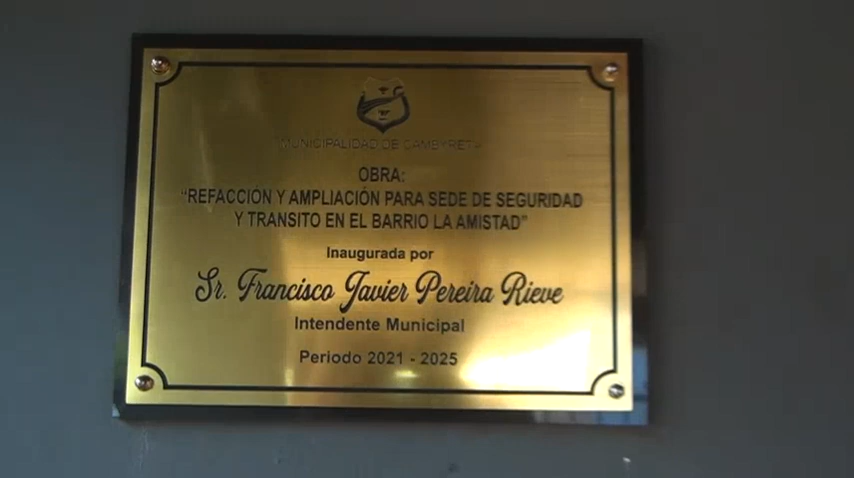 MUNICIPALIDAD DE CAMBYRETA
OBRA:
"REFACCIÓN Y AMPLIACIÓN PARA SEDE DE SEGURIDAD
Y TRANSITO EN EL BARRIO LA AMISTAD"
Inaugurada por
Sr. Francisco Javier Pereira Rieve
Intendente Municipal
Periodo 2021 - 2025